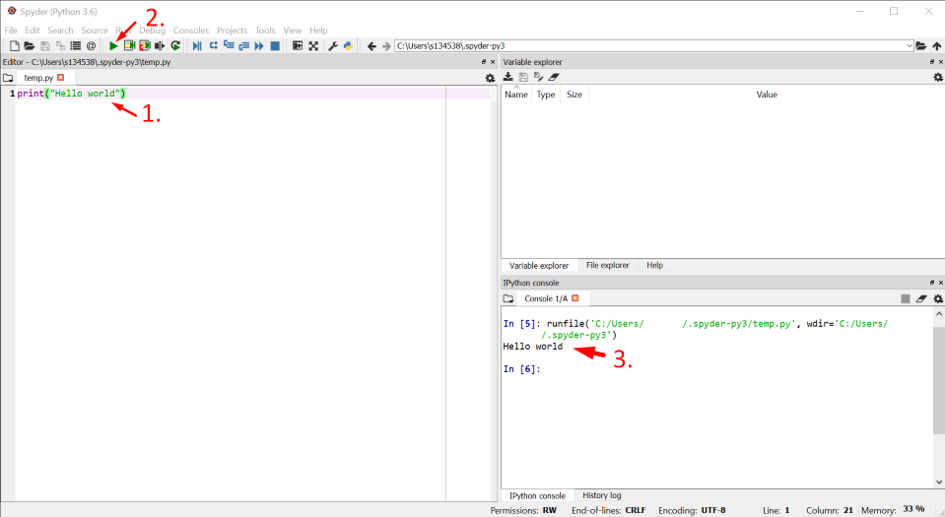 Spyder (Python 3.6)
File Edit Search Source Debug Consoles Projects Tools View Help
2.
C:\Users\s134538\.spyder-py3
Editor - C:\Users\s134538\.spyder-py3\temp.py
temp.py
1 print("Hello world")
1.
Variable explorer
Name Type Size Value
Variable explorer File explorer Help
IPython console
Console 1/A
In [5]: runfile('C:/Users/ /.spyder-py3/temp.py', wdir='C:/Users/
/.spyder-py3')
Hello world
3.
In [6]:
IPython console History log
Permissions: RW End-of-lines: CRLF Encoding: UTF-8 Line: 1 Column: 21 Memory: 33 %